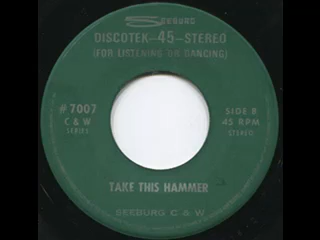 SEEBURG
DISCOTEK-45-STEREO
(FOR LISTENING OR DANCING)
#7007
C & W
SERIES
SIDE B
45 RPM
STEREO
TAKE THIS HAMMER
SEEBURG C & W